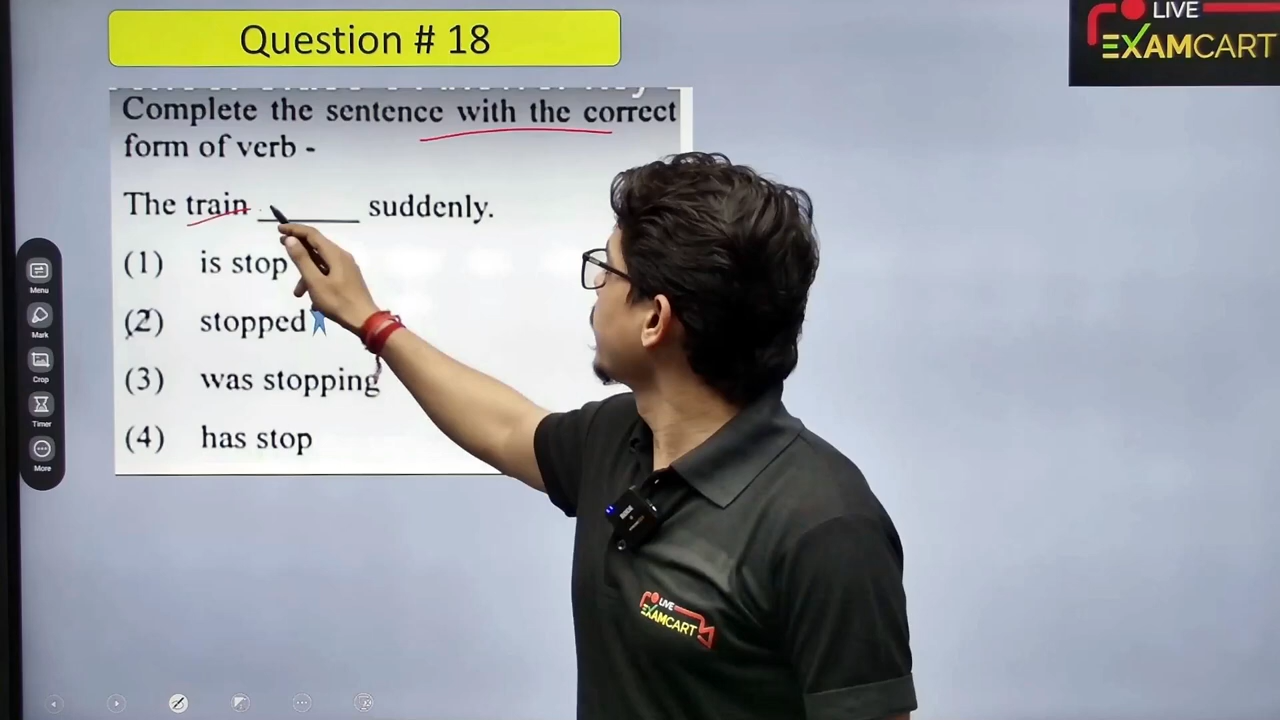 Question # 18
LIVE
EXAMCART
Complete the sentence with the correct
form of verb -
The train ______ suddenly.
(1) is stop
(2) stopped
(3) was stopping
(4) has stop
Menu
Mark
Crop
Timer
More
LIVE
EXAMCART